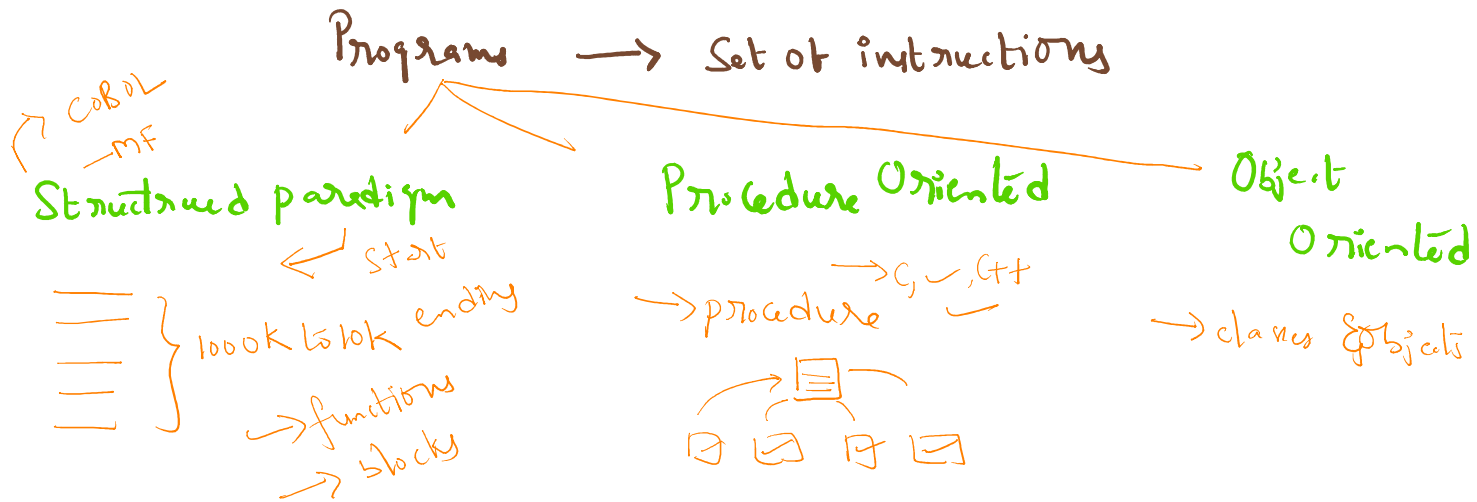 Programs → Set of instructions
COBOL
– MF
Structrued paradigm
Procedure Oriented
Object
Oriented
start
ending
1000K to 10K
→ functions
→ blocks
→ C, C++
→ procedure
→ classes & Objects